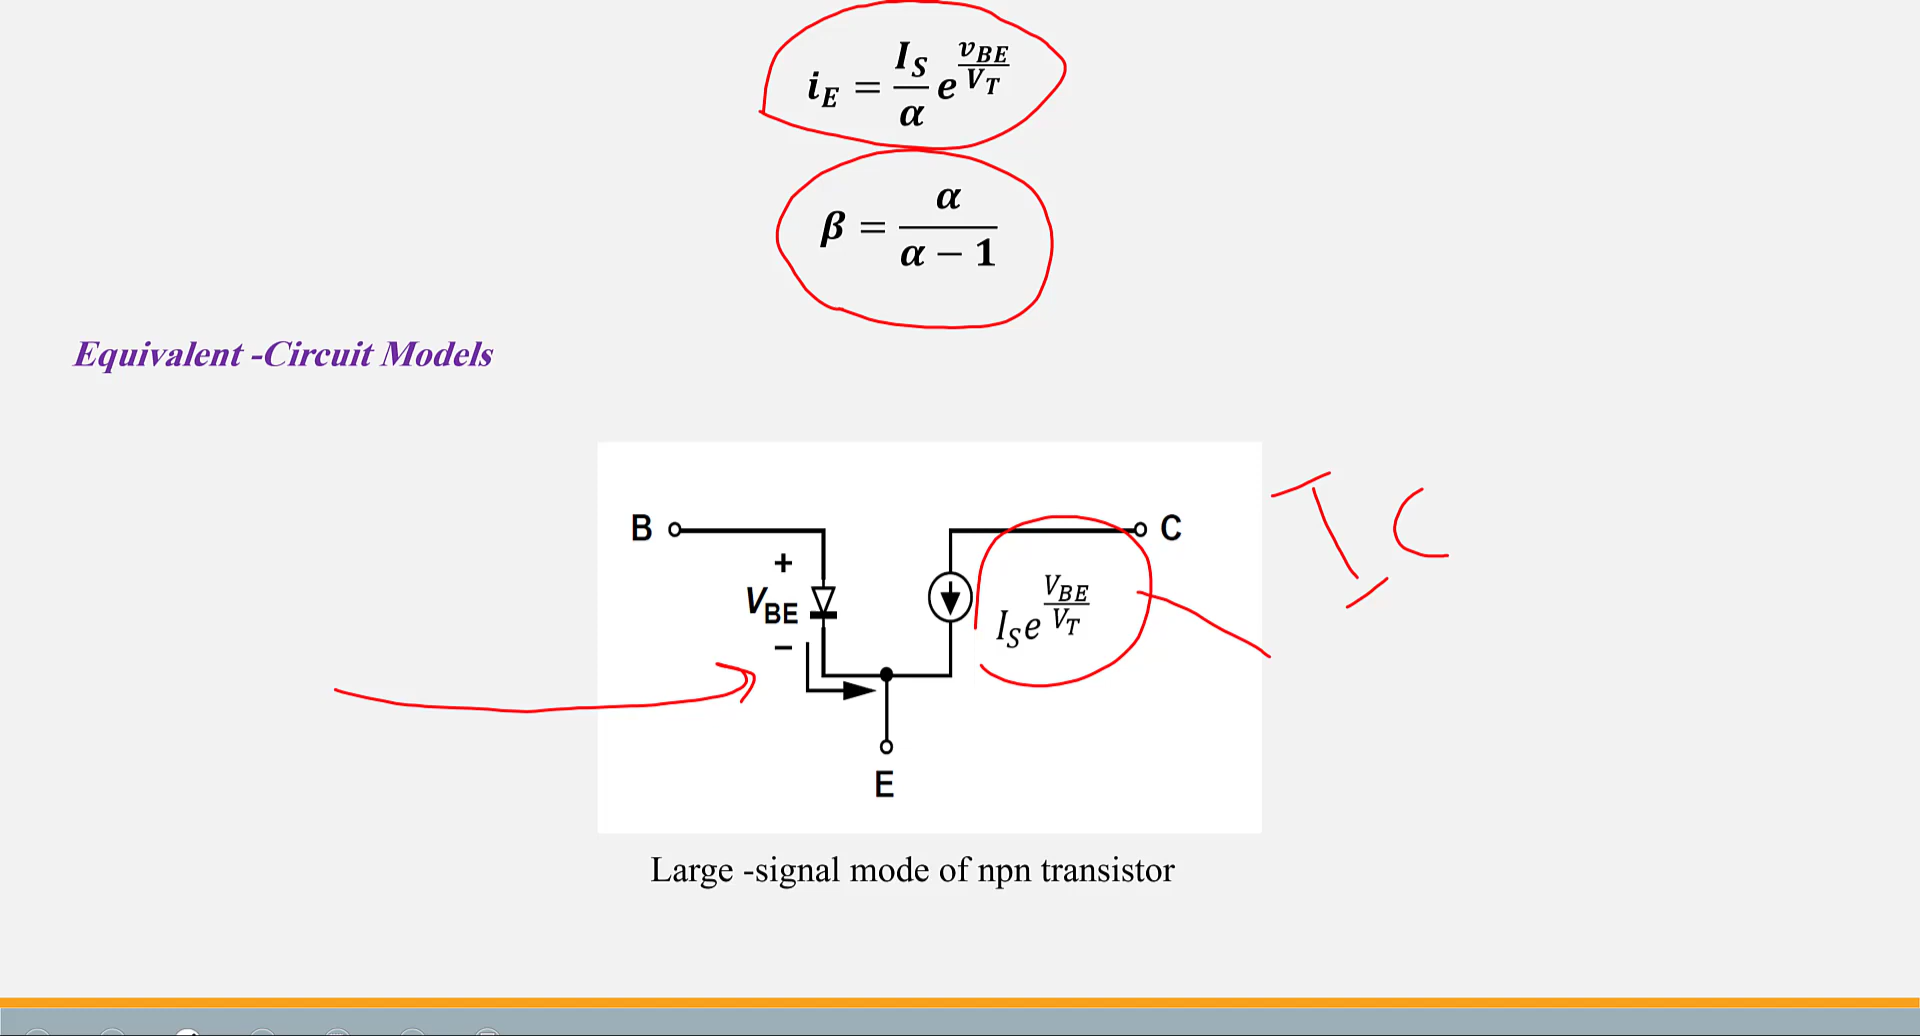 i_E = I_S/α e^(v_BE/V_T)
β = α/(α − 1)
Equivalent -Circuit Models
B
C
+
V_BE
−
I_S e^(V_BE/V_T)
I C
E
Large -signal mode of npn transistor